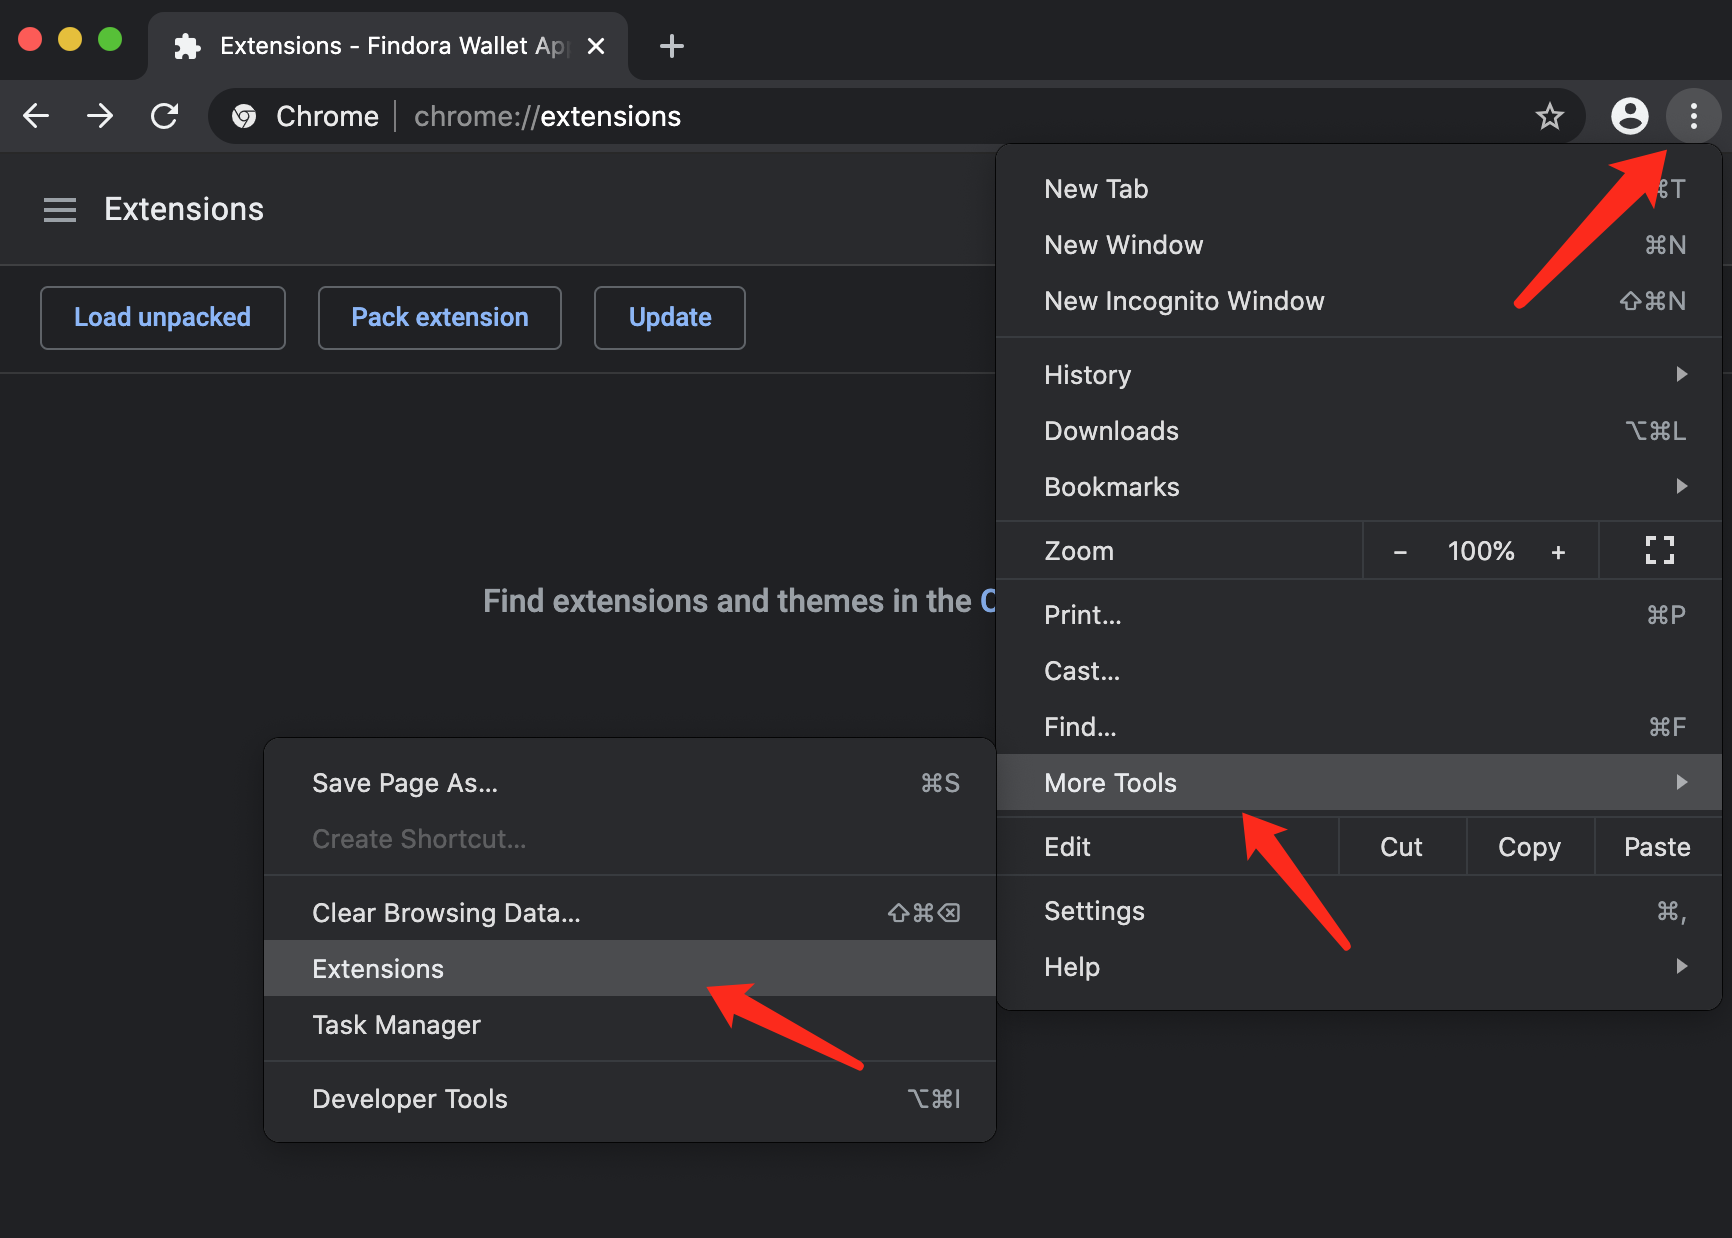 Extensions - Findora Wallet Ap
Chrome | chrome://extensions
Extensions
Load unpacked
Pack extension
Update
Find extensions and themes in the
New Tab ⌘T
New Window ⌘N
New Incognito Window ⇧⌘N
History
Downloads ⌥⌘L
Bookmarks
Zoom − 100% +
Print... ⌘P
Cast...
Find... ⌘F
More Tools
Edit Cut Copy Paste
Settings ⌘,
Help
Save Page As... ⌘S
Create Shortcut...
Clear Browsing Data... ⇧⌘⌫
Extensions
Task Manager
Developer Tools ⌥⌘I